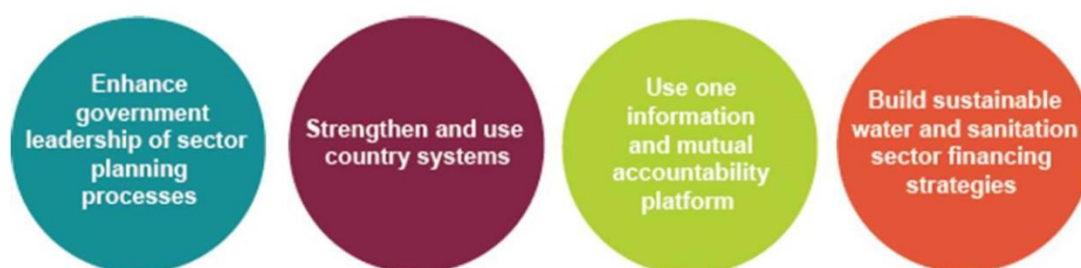 Enhance
government
leadership of sector
planning
processes
Strengthen and use
country systems
Use one
information
and mutual
accountability
platform
Build sustainable
water and sanitation
sector financing
strategies